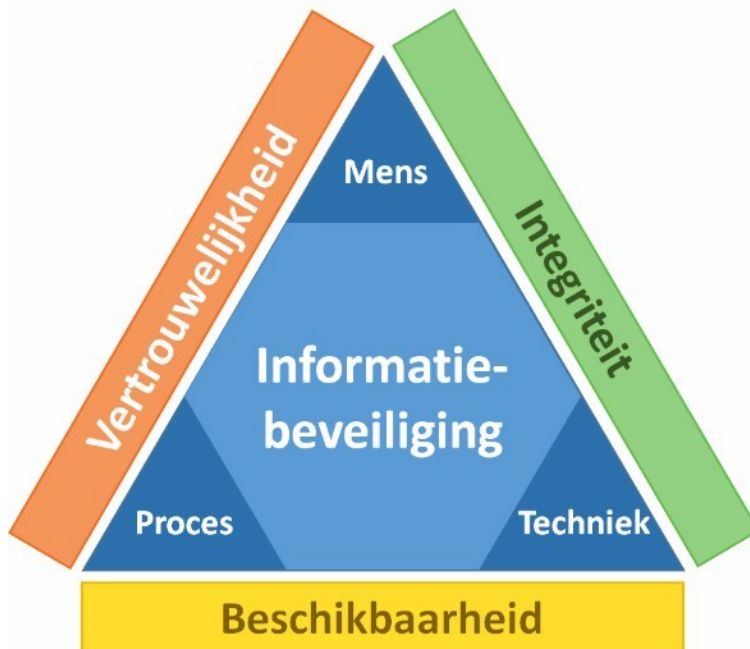 Vertrouwelijkheid
Integriteit
Mens
Informatie-
beveiliging
Proces
Techniek
Beschikbaarheid